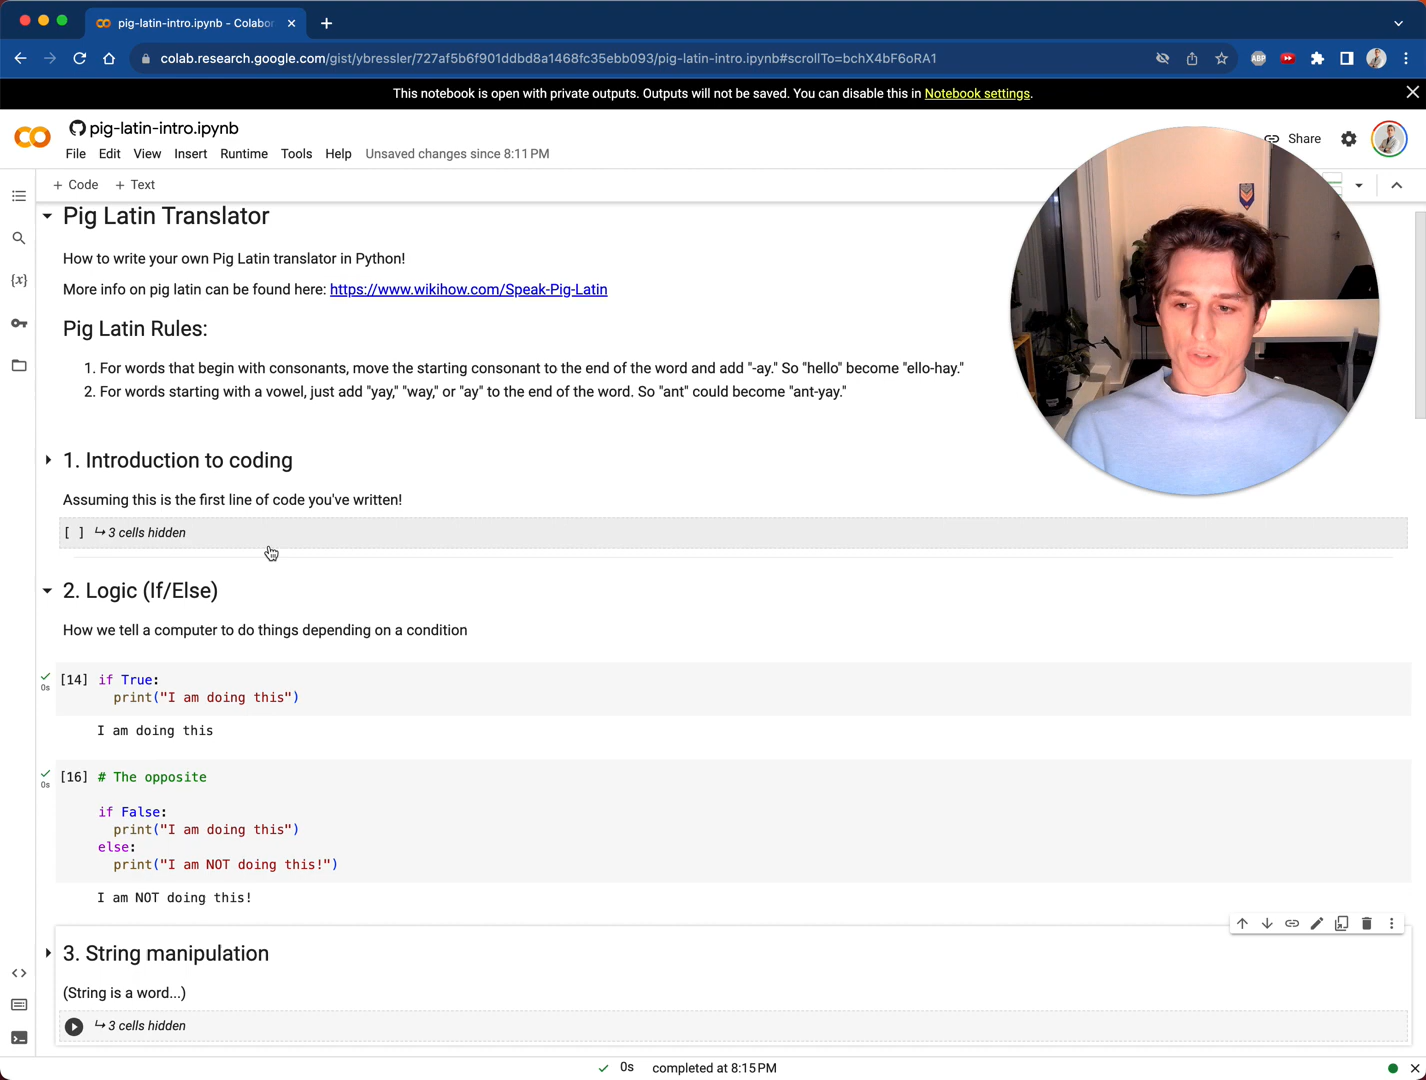 pig-latin-intro.ipynb - Colabor
colab.research.google.com/gist/ybressler/727af5b6f901ddbd8a1468fc35ebb093/pig-latin-intro.ipynb#scrollTo=bchX4bF6oRA1
ABP
This notebook is open with private outputs. Outputs will not be saved. You can disable this in Notebook settings.
pig-latin-intro.ipynb
Share
File Edit View Insert Runtime Tools Help Unsaved changes since 8:11 PM
+ Code + Text
Pig Latin Translator
How to write your own Pig Latin translator in Python!
More info on pig latin can be found here: https://www.wikihow.com/Speak-Pig-Latin
{x}
Pig Latin Rules:
1. For words that begin with consonants, move the starting consonant to the end of the word and add "-ay." So "hello" become "ello-hay."
2. For words starting with a vowel, just add "yay," "way," or "ay" to the end of the word. So "ant" could become "ant-yay."
1. Introduction to coding
Assuming this is the first line of code you've written!
[ ] 3 cells hidden
2. Logic (If/Else)
How we tell a computer to do things depending on a condition
0s [14] if True:
print("I am doing this")
I am doing this
0s [16] # The opposite
if False:
print("I am doing this")
else:
print("I am NOT doing this!")
I am NOT doing this!
3. String manipulation
(String is a word...)
3 cells hidden
0s completed at 8:15 PM